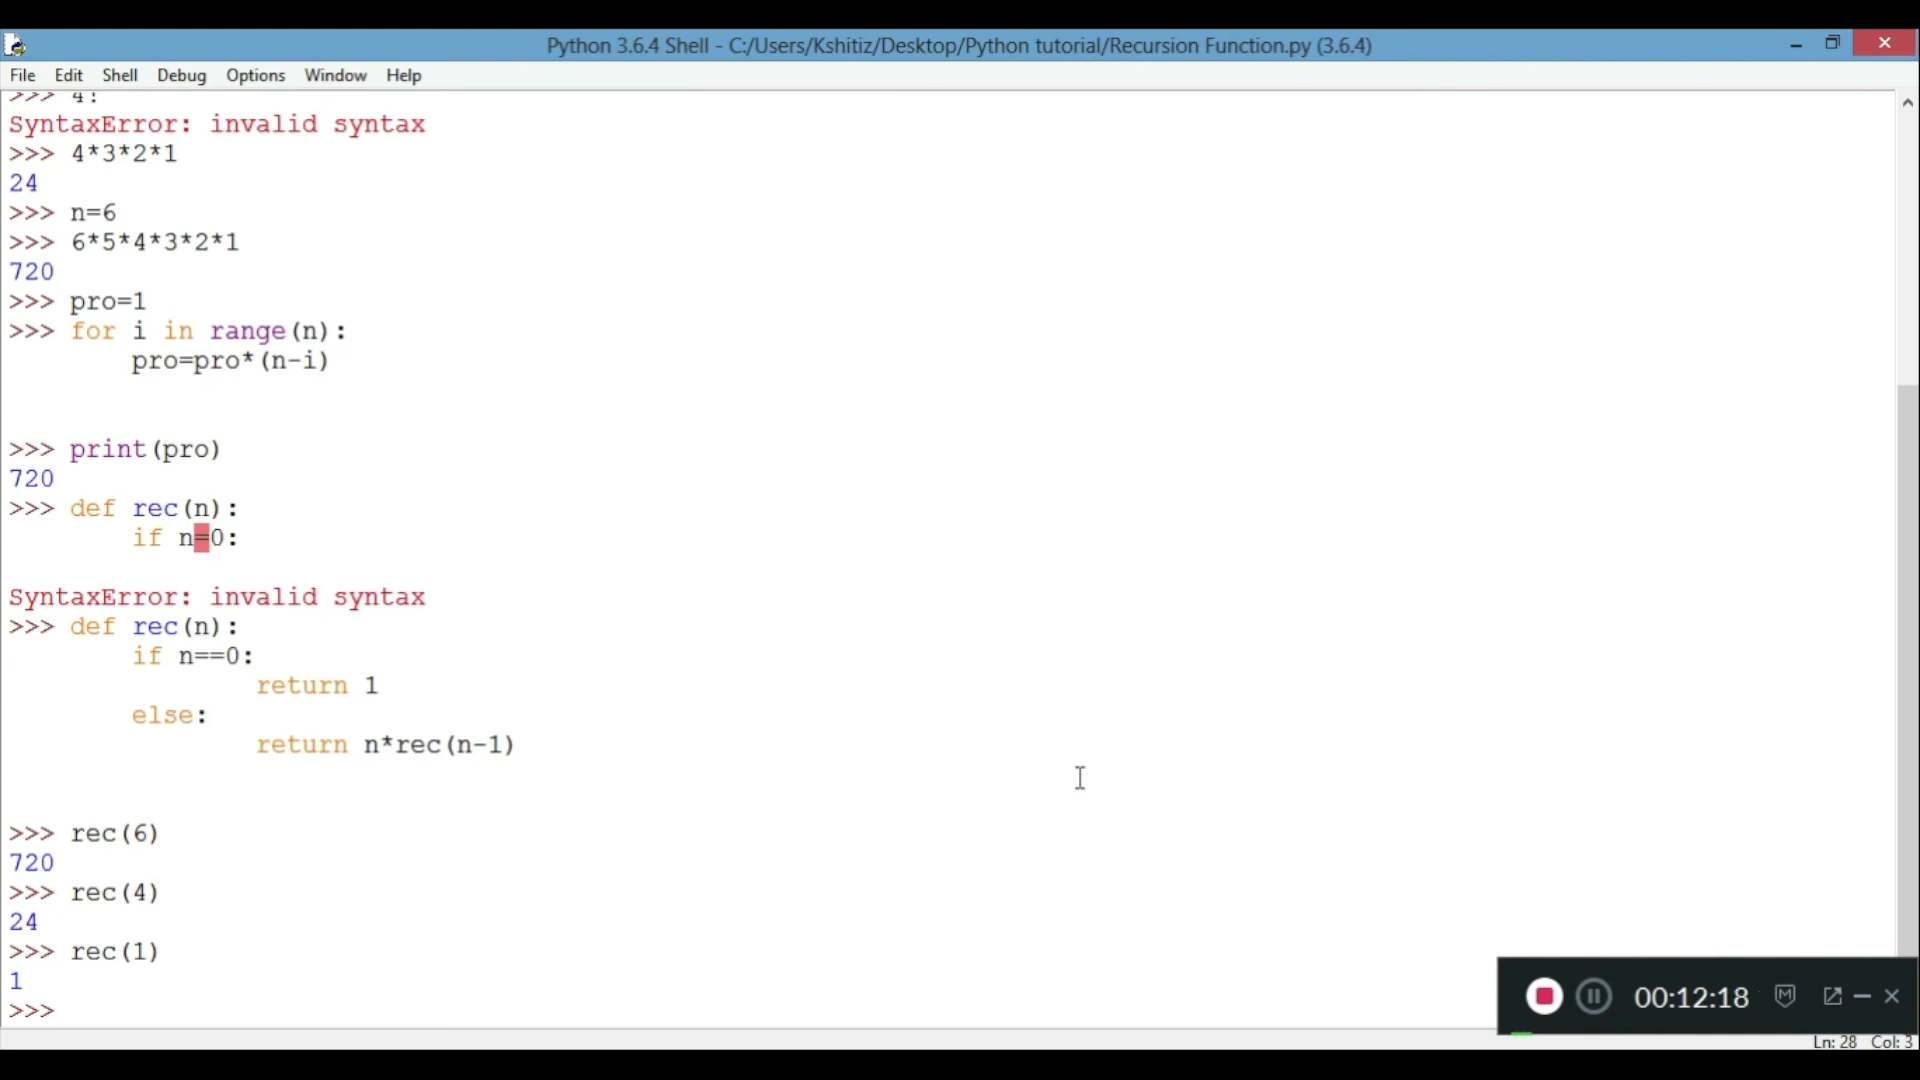 Python 3.6.4 Shell - C:/Users/Kshitiz/Desktop/Python tutorial/Recursion Function.py (3.6.4)
File Edit Shell Debug Options Window Help
>>> 4!
SyntaxError: invalid syntax
>>> 4*3*2*1
24
>>> n=6
>>> 6*5*4*3*2*1
720
>>> pro=1
>>> for i in range(n):
pro=pro*(n-i)
>>> print(pro)
720
>>> def rec(n):
if n=0:
SyntaxError: invalid syntax
>>> def rec(n):
if n==0:
return 1
else:
return n*rec(n-1)
>>> rec(6)
720
>>> rec(4)
24
>>> rec(1)
1
>>>
00:12:18
Ln: 28 Col: 3